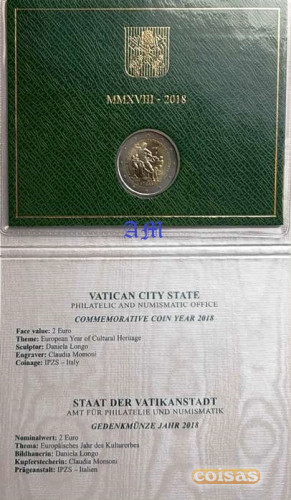 MMXVIII - 2018
AM
VATICAN CITY STATE
PHILATELIC AND NUMISMATIC OFFICE
COMMEMORATIVE COIN YEAR 2018
Face value: 2 Euro
Theme: European Year of Cultural Heritage
Sculptor: Daniela Longo
Engraver: Claudia Momoni
Coinage: IPZS – Italy
STAAT DER VATIKANSTADT
AMT FÜR PHILATELIE UND NUMISMATIK
GEDENKMÜNZE JAHR 2018
Nominalwert: 2 Euro
Thema: Europäisches Jahr des Kulturerbes
Bildhauerin: Daniela Longo
Kupferstecherin: Claudia Momoni
Prägeanstalt: IPZS – Italien
coisas